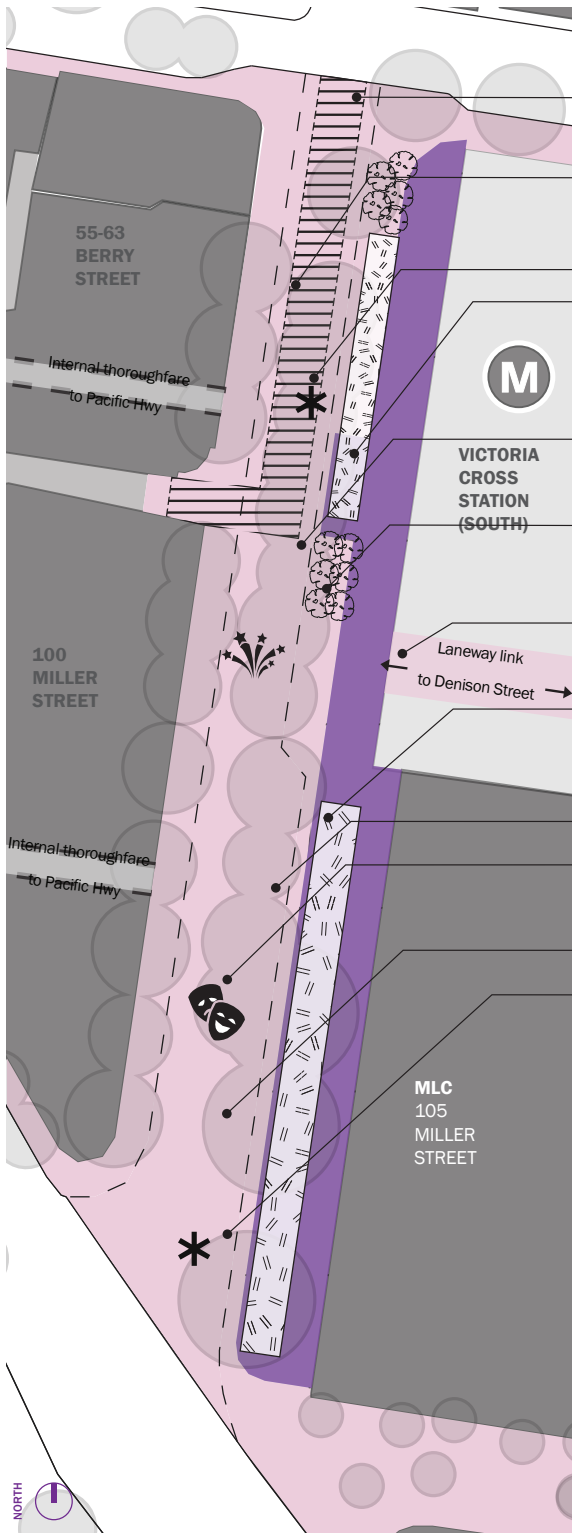 55-63
BERRY
STREET
Internal thoroughfare
to Pacific Hwy
M
VICTORIA
CROSS
STATION
(SOUTH)
100
MILLER
STREET
Laneway link
to Denison Street
Internal thoroughfare
to Pacific Hwy
MLC
105
MILLER
STREET
NORTH